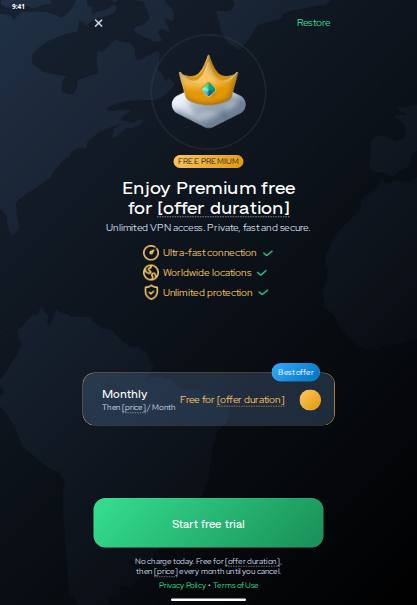 9:41
Restore
FREE PREMIUM
Enjoy Premium free
for [offer duration]
Unlimited VPN access. Private, fast and secure.
Ultra-fast connection
Worldwide locations
Unlimited protection
Best offer
Monthly
Then [price] / Month
Free for [offer duration]
Start free trial
No charge today. Free for [offer duration],
then [price] every month until you cancel.
Privacy Policy • Terms of Use